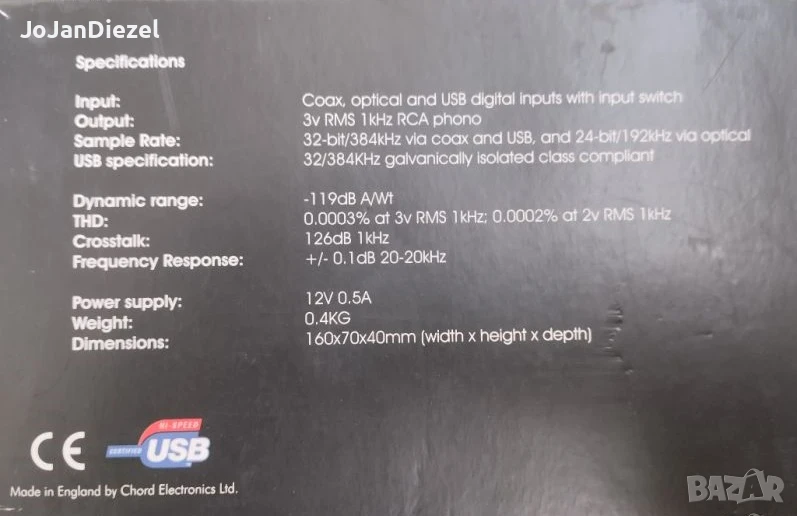 JoJanDiezel
Specifications
Input: Coax, optical and USB digital inputs with input switch
Output: 3v RMS 1kHz RCA phono
Sample Rate: 32-bit/384kHz via coax and USB, and 24-bit/192kHz via optical
USB specification: 32/384KHz galvanically isolated class compliant
Dynamic range: -119dB A/Wt
THD: 0.0003% at 3v RMS 1kHz; 0.0002% at 2v RMS 1kHz
Crosstalk: 126dB 1kHz
Frequency Response: +/- 0.1dB 20-20kHz
Power supply: 12V 0.5A
Weight: 0.4KG
Dimensions: 160x70x40mm (width x height x depth)
HI-SPEED
CE CERTIFIED USB
Made in England by Chord Electronics Ltd.
BAZAR